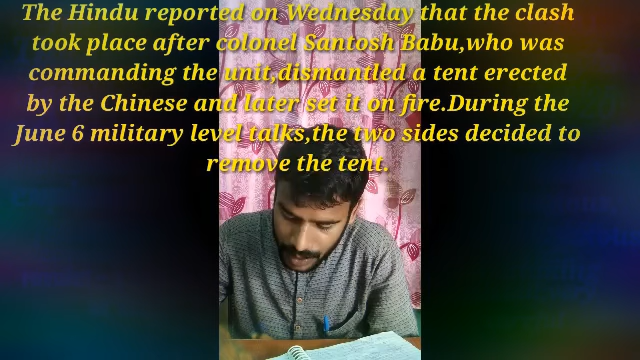 The Hindu reported on Wednesday that the clash
took place after colonel Santosh Babu,who was
commanding the unit,dismantled a tent erected
by the Chinese and later set it on fire.During the
June 6 military level talks,the two sides decided to
remove the tent.